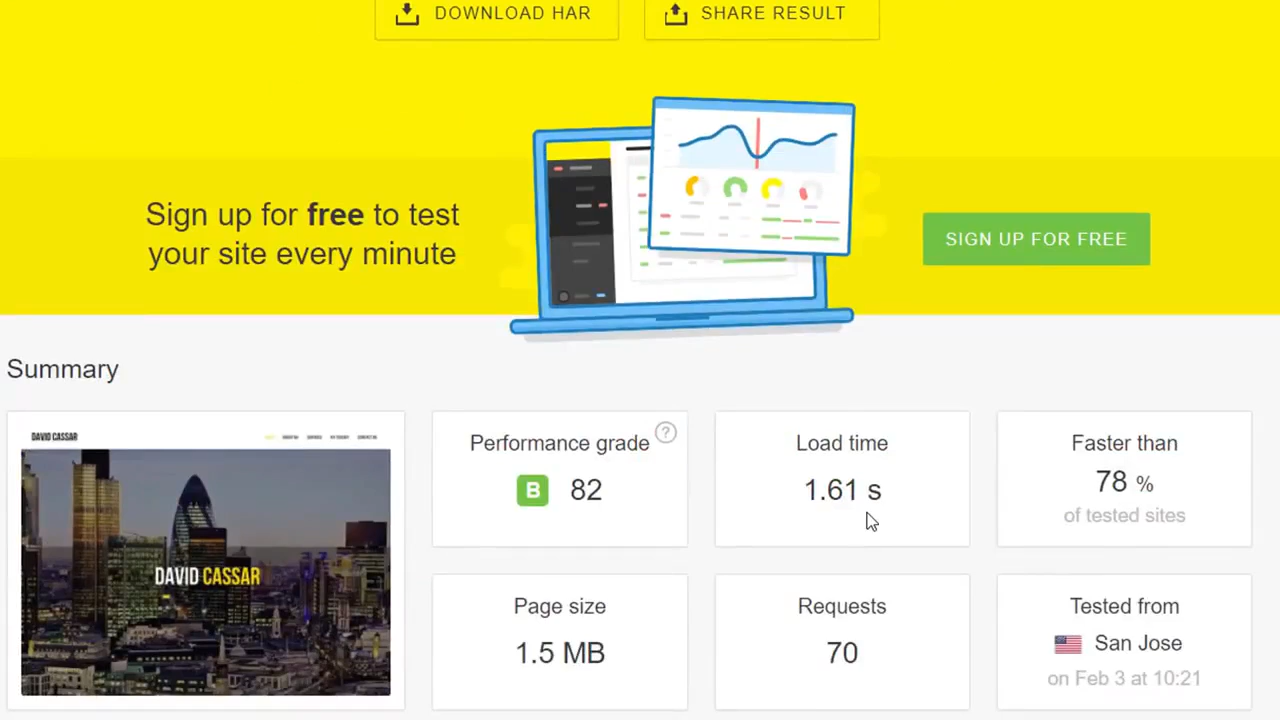 DOWNLOAD HAR
SHARE RESULT
Sign up for free to test
your site every minute
SIGN UP FOR FREE
Summary
DAVID CASSAR
DAVID CASSAR
Performance grade
?
B 82
Load time
1.61 s
Faster than
78 %
of tested sites
Page size
1.5 MB
Requests
70
Tested from
San Jose
on Feb 3 at 10:21